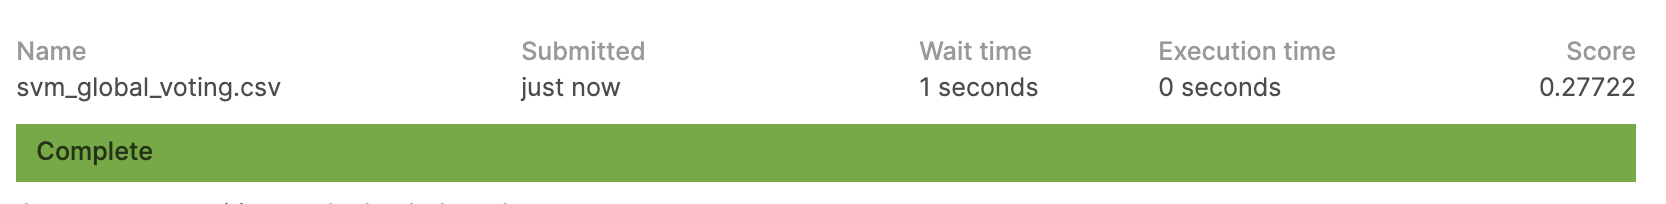 Name Submitted Wait time Execution time Score
svm_global_voting.csv just now 1 seconds 0 seconds 0.27722
Complete